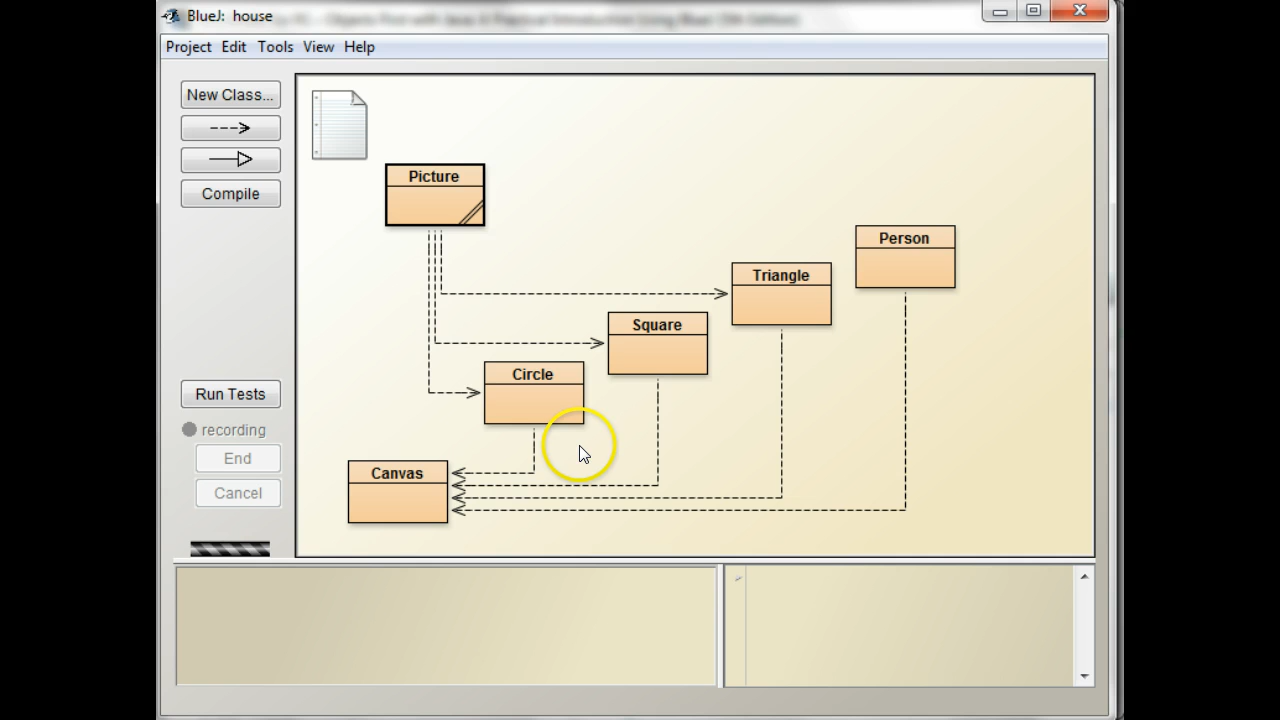 BlueJ: house
Project Edit Tools View Help
New Class...
Compile
Run Tests
recording
End
Cancel
Picture
Person
Triangle
Square
Circle
Canvas